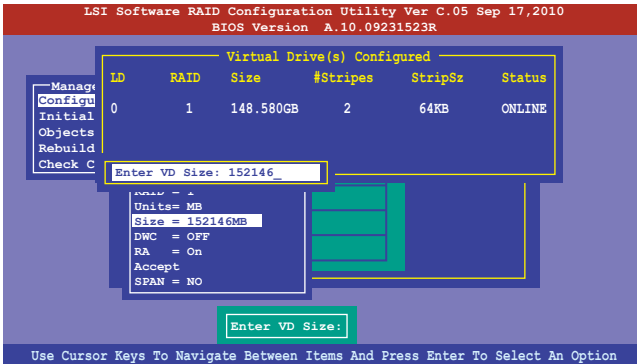 LSI Software RAID Configuration Utility Ver C.05 Sep 17,2010
BIOS Version A.10.09231523R
Virtual Drive(s) Configured
LD RAID Size #Stripes StripSz Status
0 1 148.580GB 2 64KB ONLINE
Manage
Configu
Initial
Objects
Rebuild
Check C
Enter VD Size: 152146_
RAID = 1
Units= MB
Size = 152146MB
DWC = OFF
RA = On
Accept
SPAN = NO
Enter VD Size:
Use Cursor Keys To Navigate Between Items And Press Enter To Select An Option